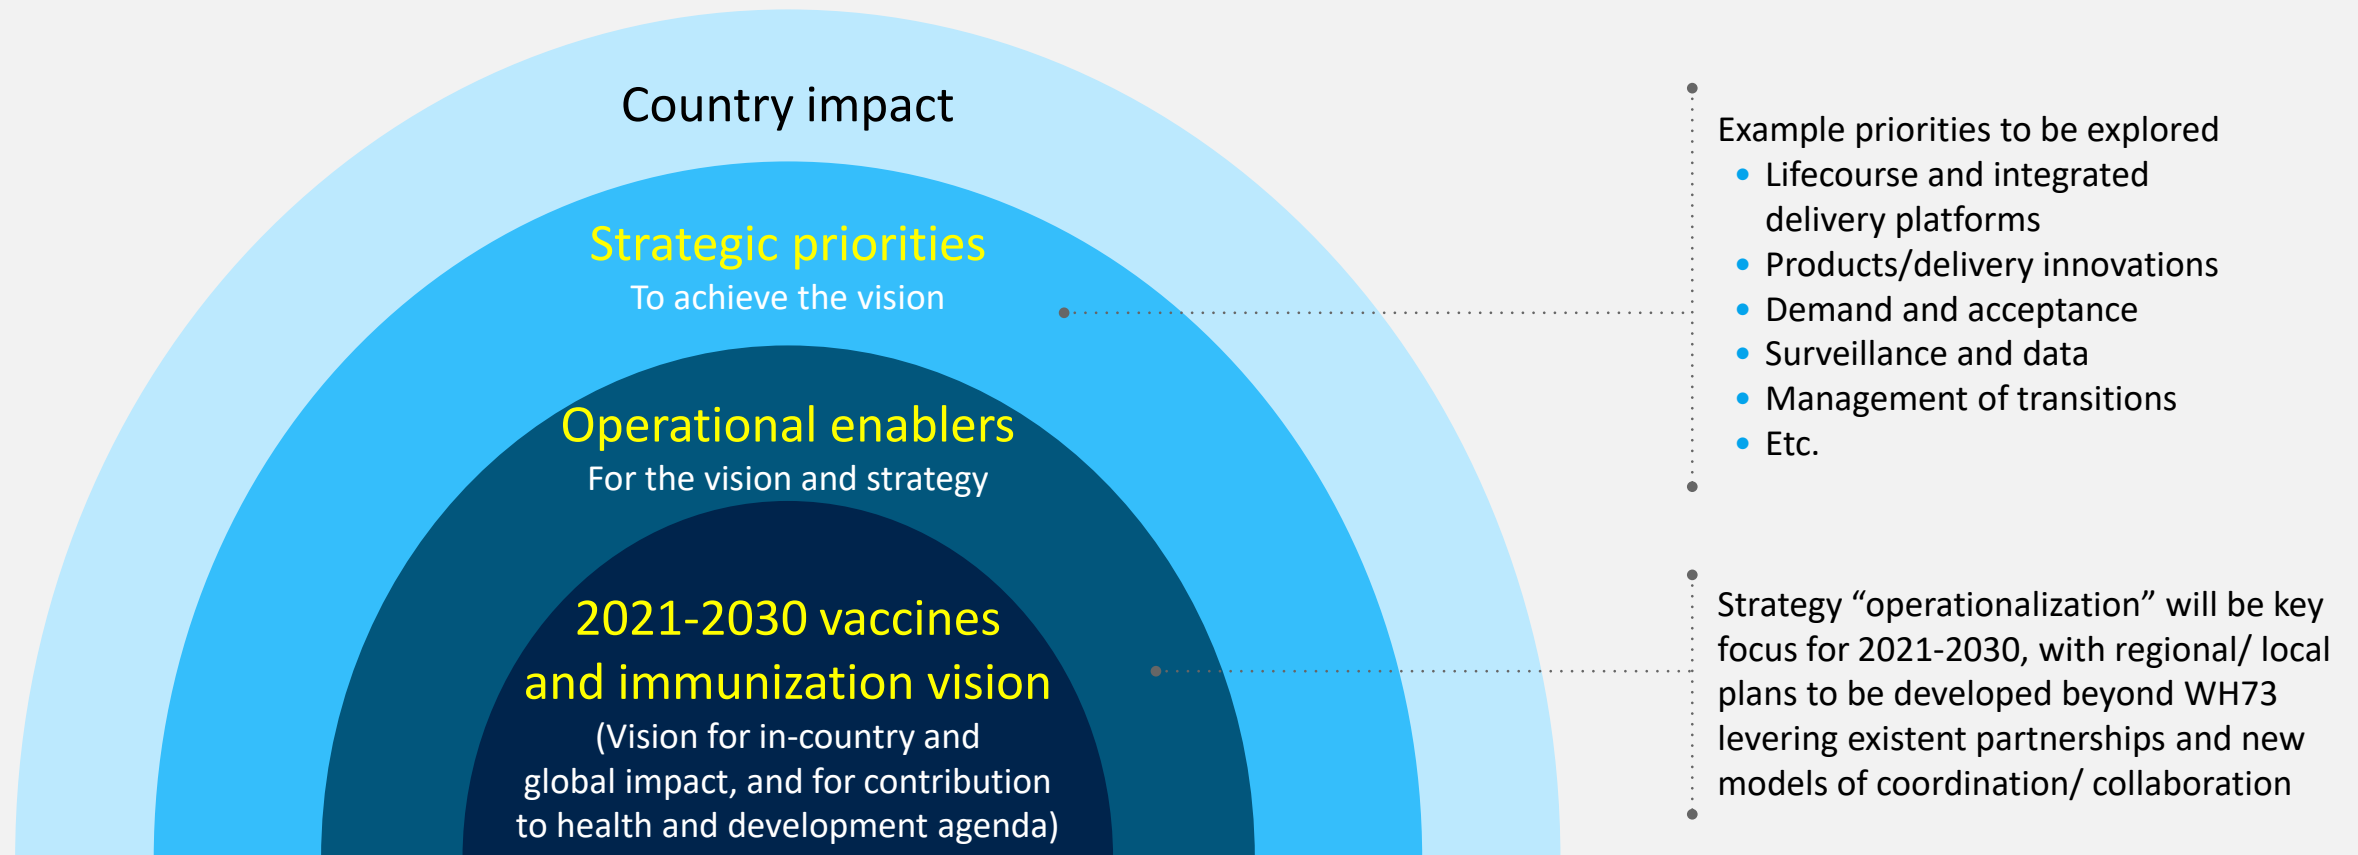 Country impact
Strategic priorities
To achieve the vision
Operational enablers
For the vision and strategy
2021-2030 vaccines
and immunization vision
(Vision for in-country and
global impact, and for contribution
to health and development agenda)
Example priorities to be explored
• Lifecourse and integrated
delivery platforms
• Products/delivery innovations
• Demand and acceptance
• Surveillance and data
• Management of transitions
• Etc.
Strategy “operationalization” will be key
focus for 2021-2030, with regional/ local
plans to be developed beyond WH73
levering existent partnerships and new
models of coordination/ collaboration